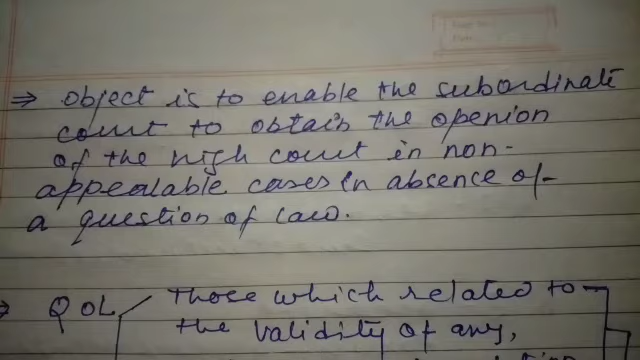 ⇒ object is to enable the subordinate
court to obtain the openion
of the high court in non-
appealable cases in absence of
a question of law.
QOL those which related to
the validity of any,